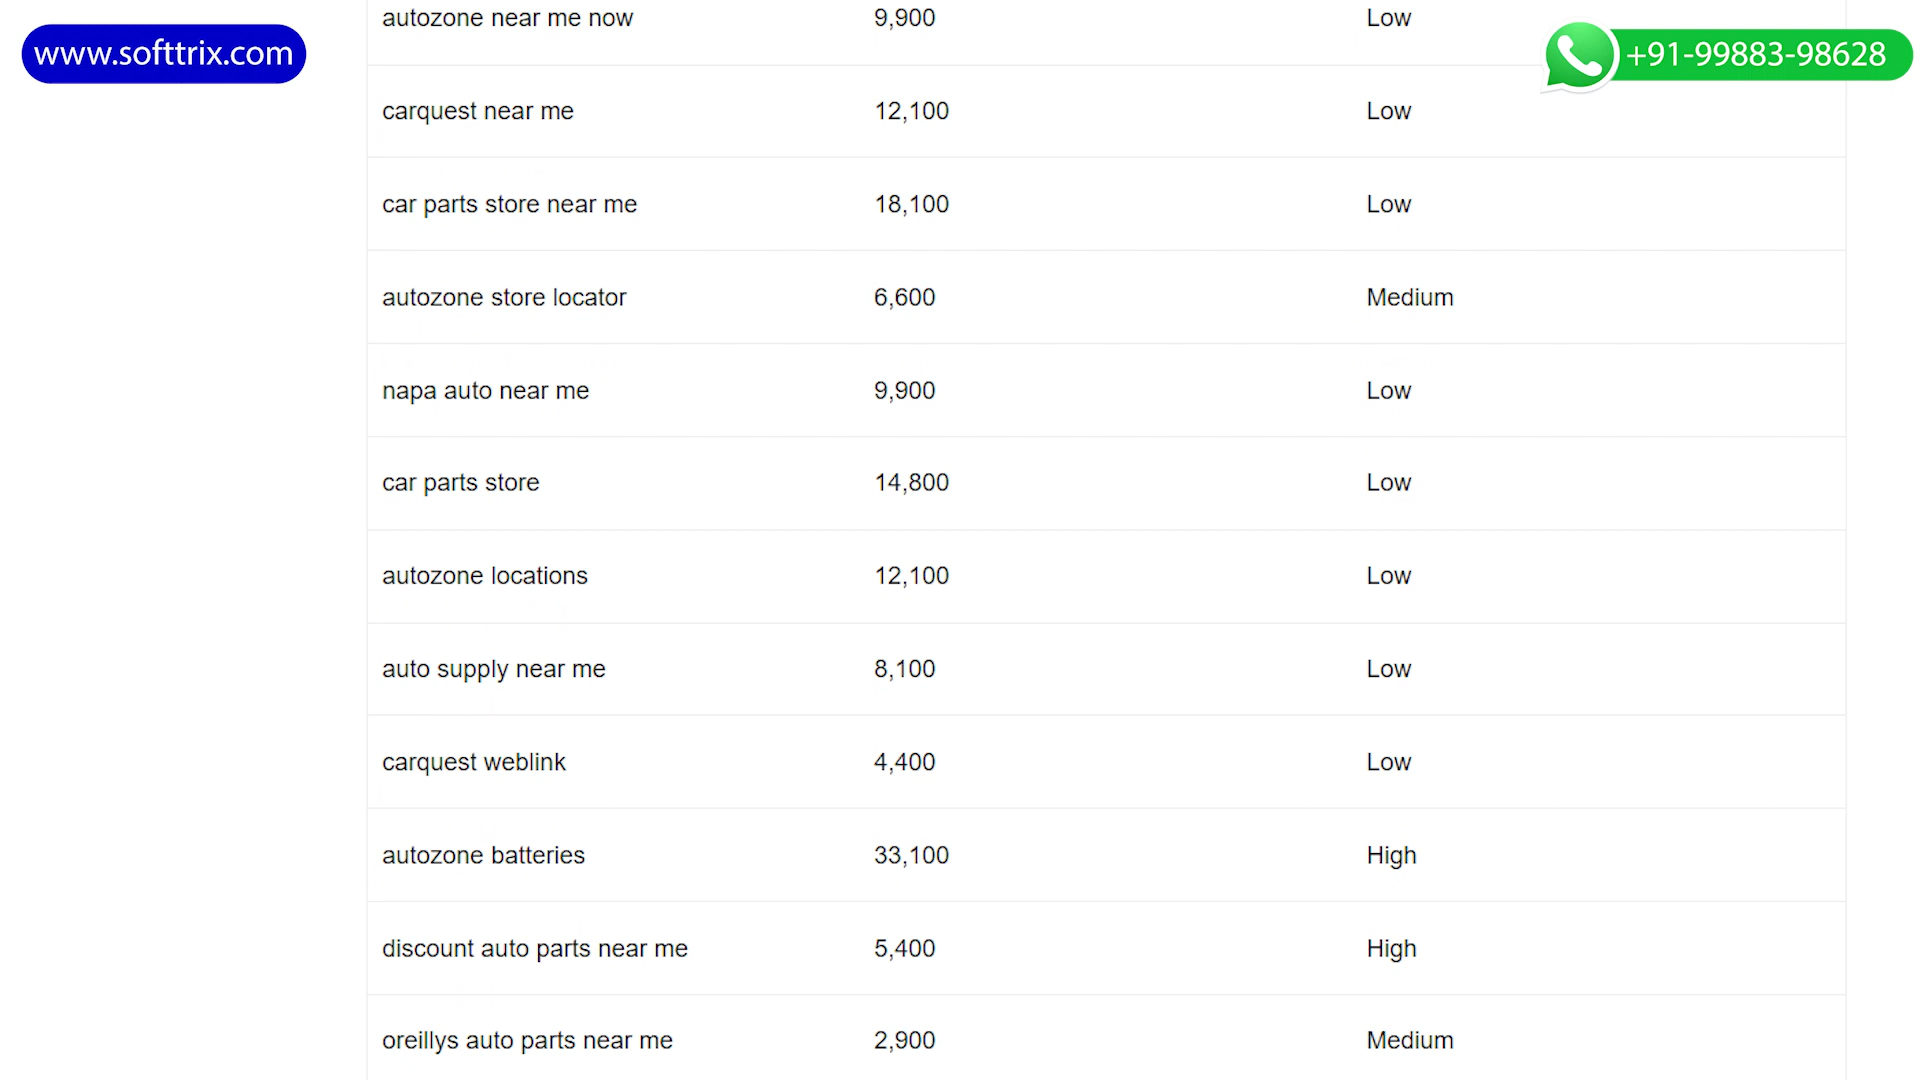 autozone near me now 9,900 Low
www.softtrix.com
+91-99883-98628
carquest near me 12,100 Low
car parts store near me 18,100 Low
autozone store locator 6,600 Medium
napa auto near me 9,900 Low
car parts store 14,800 Low
autozone locations 12,100 Low
auto supply near me 8,100 Low
carquest weblink 4,400 Low
autozone batteries 33,100 High
discount auto parts near me 5,400 High
oreillys auto parts near me 2,900 Medium